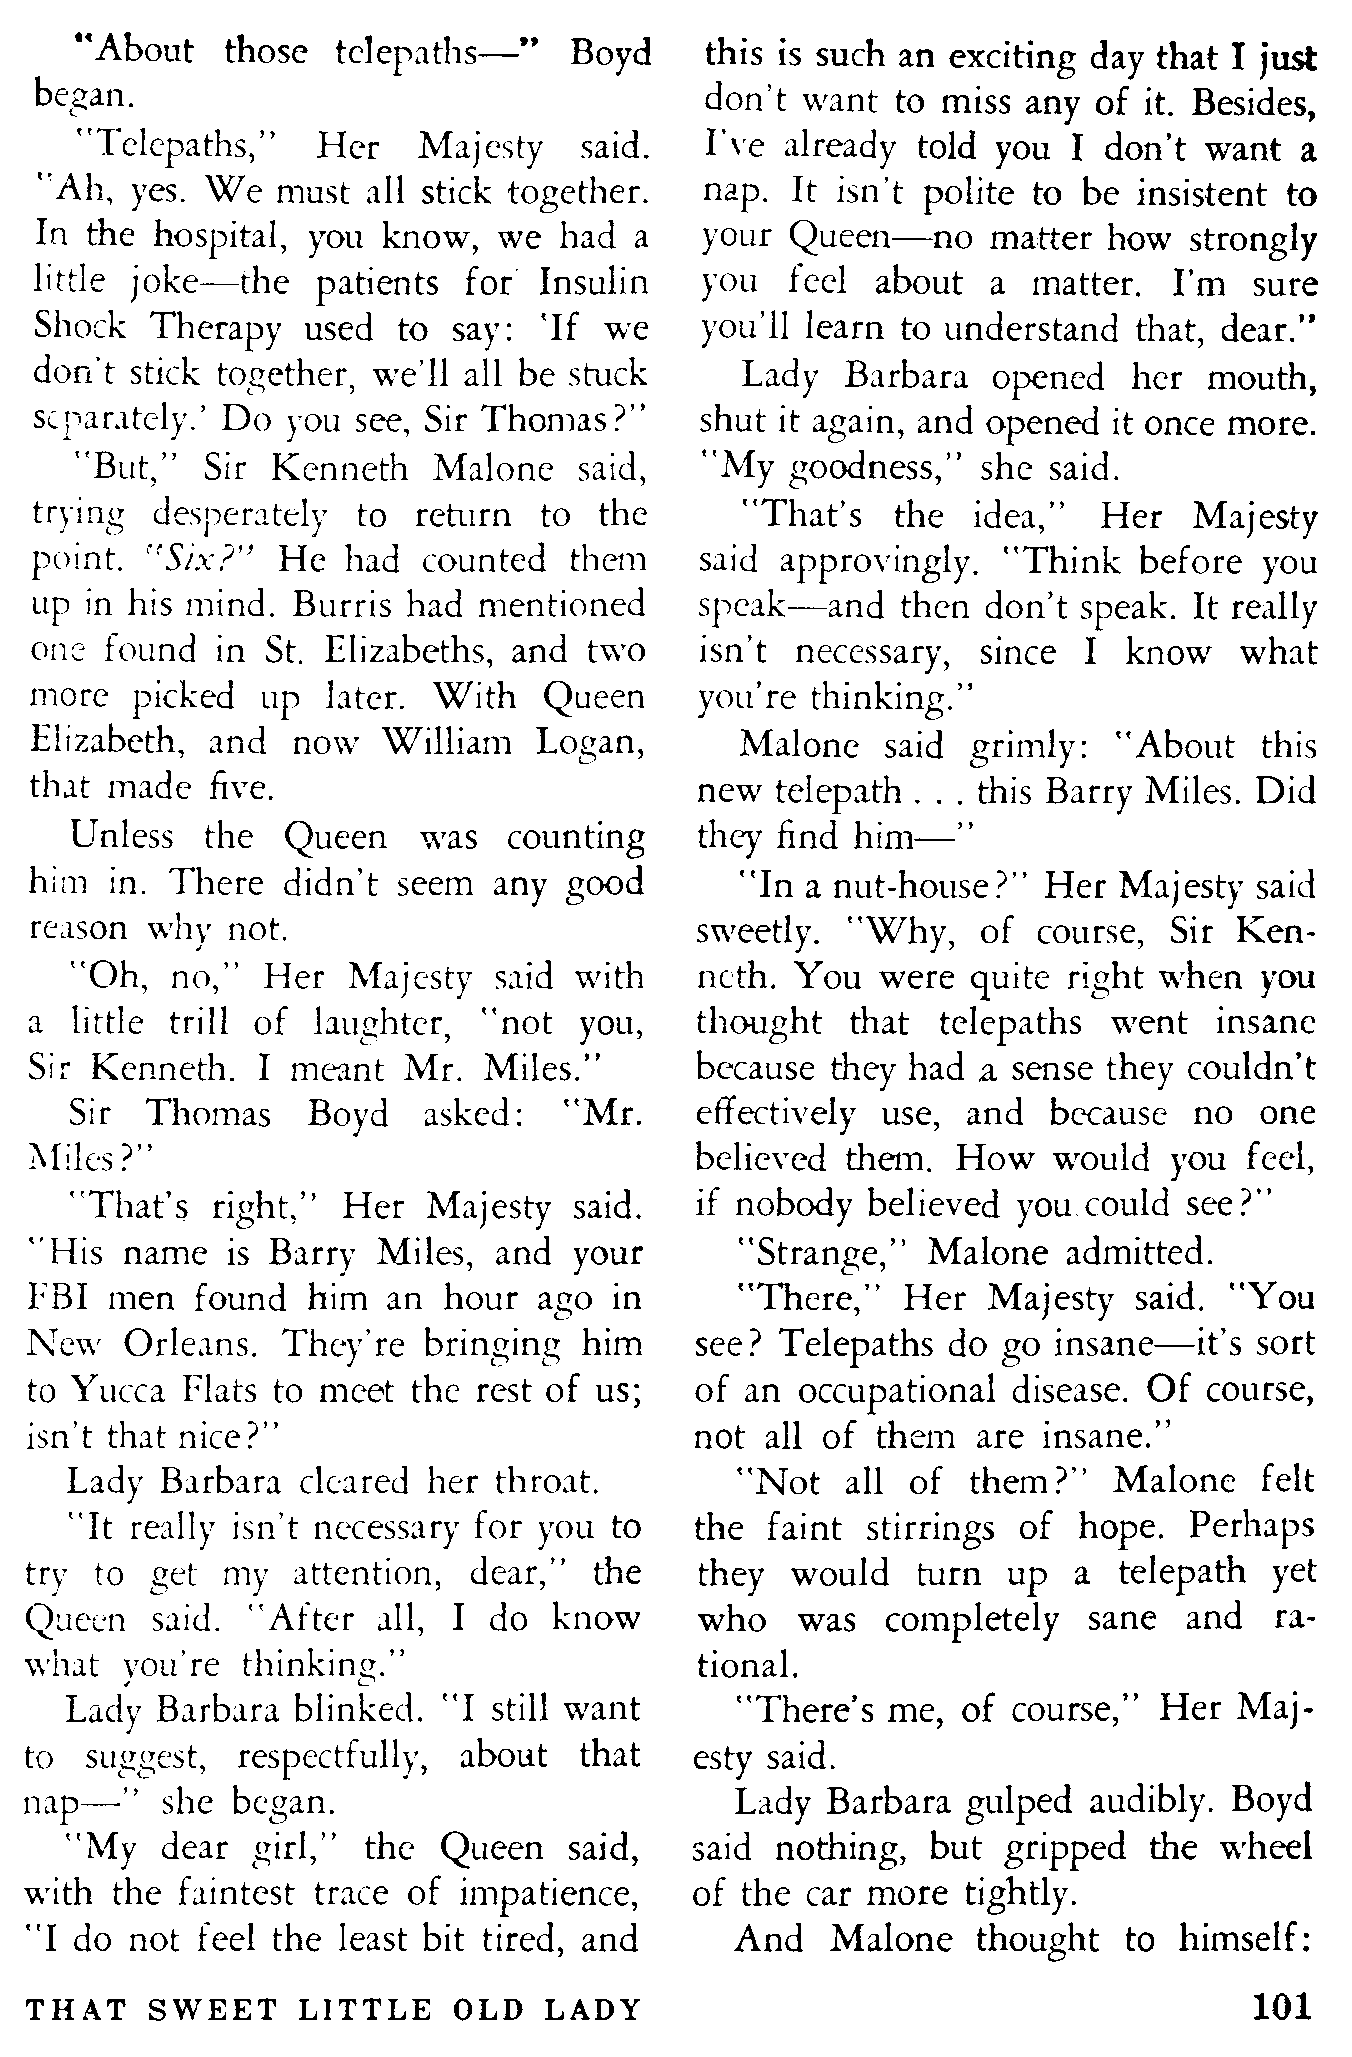 "About those telepaths—" Boyd
began.
"Telepaths," Her Majesty said.
"Ah, yes. We must all stick together.
In the hospital, you know, we had a
little joke—the patients for Insulin
Shock Therapy used to say: 'If we
don't stick together, we'll all be stuck
separately.' Do you see, Sir Thomas?"
"But," Sir Kenneth Malone said,
trying desperately to return to the
point. "Six?" He had counted them
up in his mind. Burris had mentioned
one found in St. Elizabeths, and two
more picked up later. With Queen
Elizabeth, and now William Logan,
that made five.
Unless the Queen was counting
him in. There didn't seem any good
reason why not.
"Oh, no," Her Majesty said with
a little trill of laughter, "not you,
Sir Kenneth. I meant Mr. Miles."
Sir Thomas Boyd asked: "Mr.
Miles?"
"That's right," Her Majesty said.
"His name is Barry Miles, and your
FBI men found him an hour ago in
New Orleans. They're bringing him
to Yucca Flats to meet the rest of us;
isn't that nice?"
Lady Barbara cleared her throat.
"It really isn't necessary for you to
try to get my attention, dear," the
Queen said. "After all, I do know
what you're thinking."
Lady Barbara blinked. "I still want
to suggest, respectfully, about that
nap—" she began.
"My dear girl," the Queen said,
with the faintest trace of impatience,
"I do not feel the least bit tired, and
this is such an exciting day that I just
don't want to miss any of it. Besides,
I've already told you I don't want a
nap. It isn't polite to be insistent to
your Queen—no matter how strongly
you feel about a matter. I'm sure
you'll learn to understand that, dear."
Lady Barbara opened her mouth,
shut it again, and opened it once more.
"My goodness," she said.
"That's the idea," Her Majesty
said approvingly. "Think before you
speak—and then don't speak. It really
isn't necessary, since I know what
you're thinking."
Malone said grimly: "About this
new telepath . . . this Barry Miles. Did
they find him—"
"In a nut-house?" Her Majesty said
sweetly. "Why, of course, Sir Ken-
neth. You were quite right when you
thought that telepaths went insane
because they had a sense they couldn't
effectively use, and because no one
believed them. How would you feel,
if nobody believed you could see?"
"Strange," Malone admitted.
"There," Her Majesty said. "You
see? Telepaths do go insane—it's sort
of an occupational disease. Of course,
not all of them are insane."
"Not all of them?" Malone felt
the faint stirrings of hope. Perhaps
they would turn up a telepath yet
who was completely sane and ra-
tional.
"There's me, of course," Her Maj-
esty said.
Lady Barbara gulped audibly. Boyd
said nothing, but gripped the wheel
of the car more tightly.
And Malone thought to himself:
THAT SWEET LITTLE OLD LADY
101